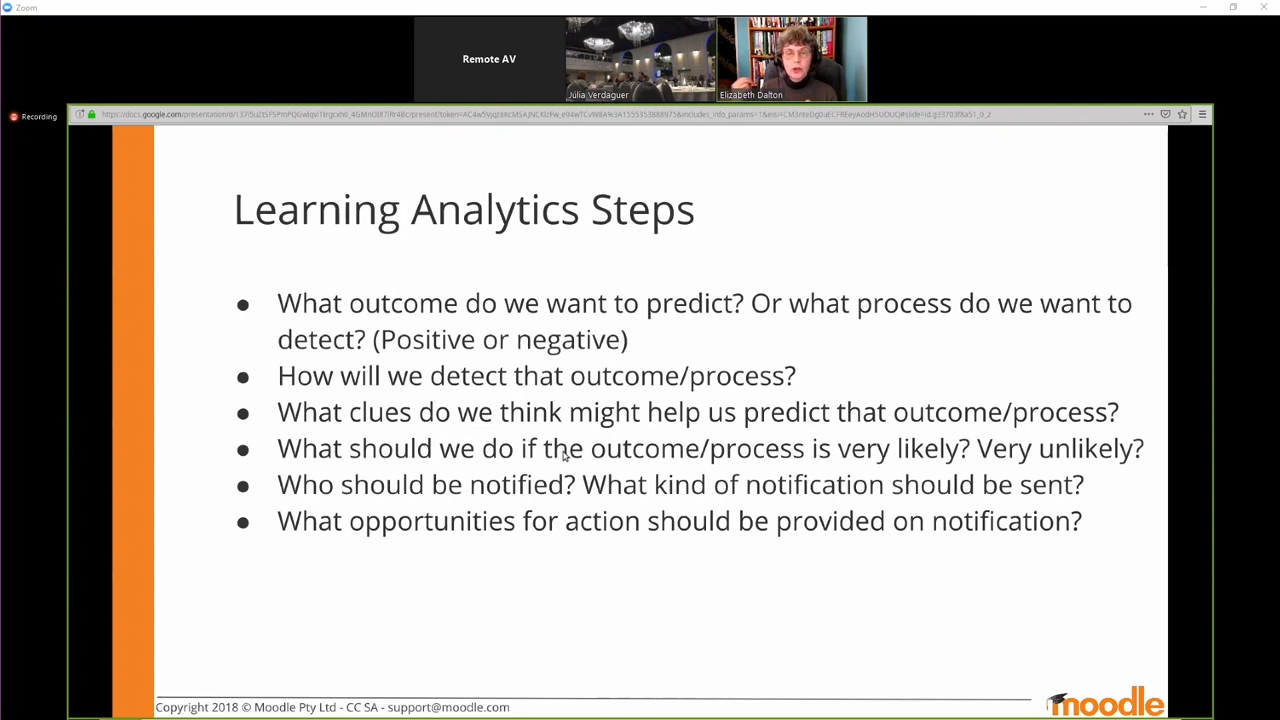 Zoom
Remote AV
Júlia Verdaguer
Elizabeth Dalton
Recording
Learning Analytics Steps
● What outcome do we want to predict? Or what process do we want to
detect? (Positive or negative)
● How will we detect that outcome/process?
● What clues do we think might help us predict that outcome/process?
● What should we do if the outcome/process is very likely? Very unlikely?
● Who should be notified? What kind of notification should be sent?
● What opportunities for action should be provided on notification?
Copyright 2018 © Moodle Pty Ltd - CC SA - support@moodle.com
moodle